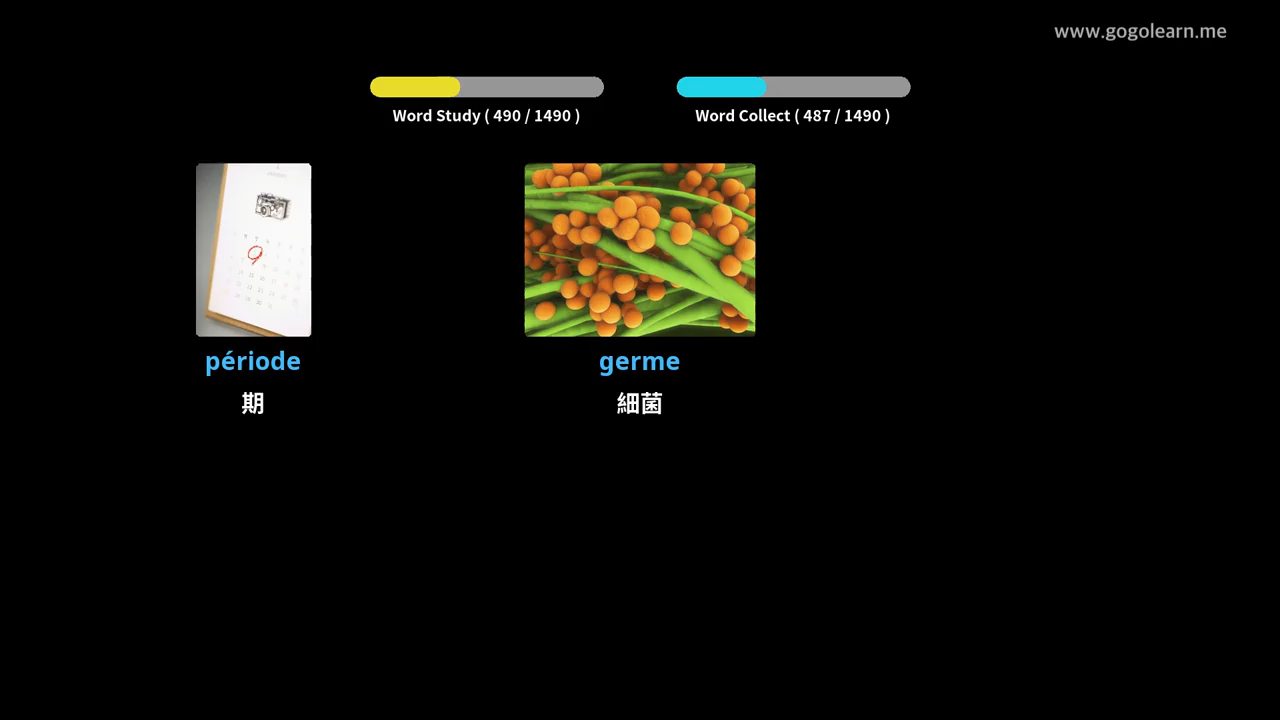 www.gogolearn.me
Word Study ( 490 / 1490 )
Word Collect ( 487 / 1490 )
période
germe
期
細菌